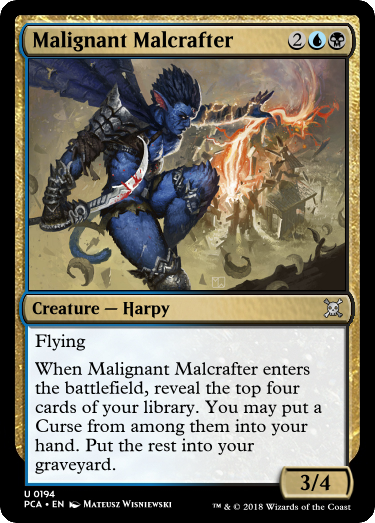 Malignant Malcrafter 2
Creature — Harpy
Flying
When Malignant Malcrafter enters
the battlefield, reveal the top four
cards of your library. You may put a
Curse from among them into your
hand. Put the rest into your
graveyard.
3/4
U 0194
PCA • EN Mateusz Wisniewski
™ & © 2018 Wizards of the Coast